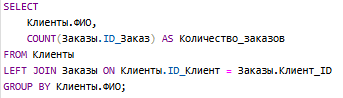 SELECT
Клиенты.ФИО,
COUNT(Заказы.ID_Заказ) AS Количество_заказов
FROM Клиенты
LEFT JOIN Заказы ON Клиенты.ID_Клиент = Заказы.Клиент_ID
GROUP BY Клиенты.ФИО;